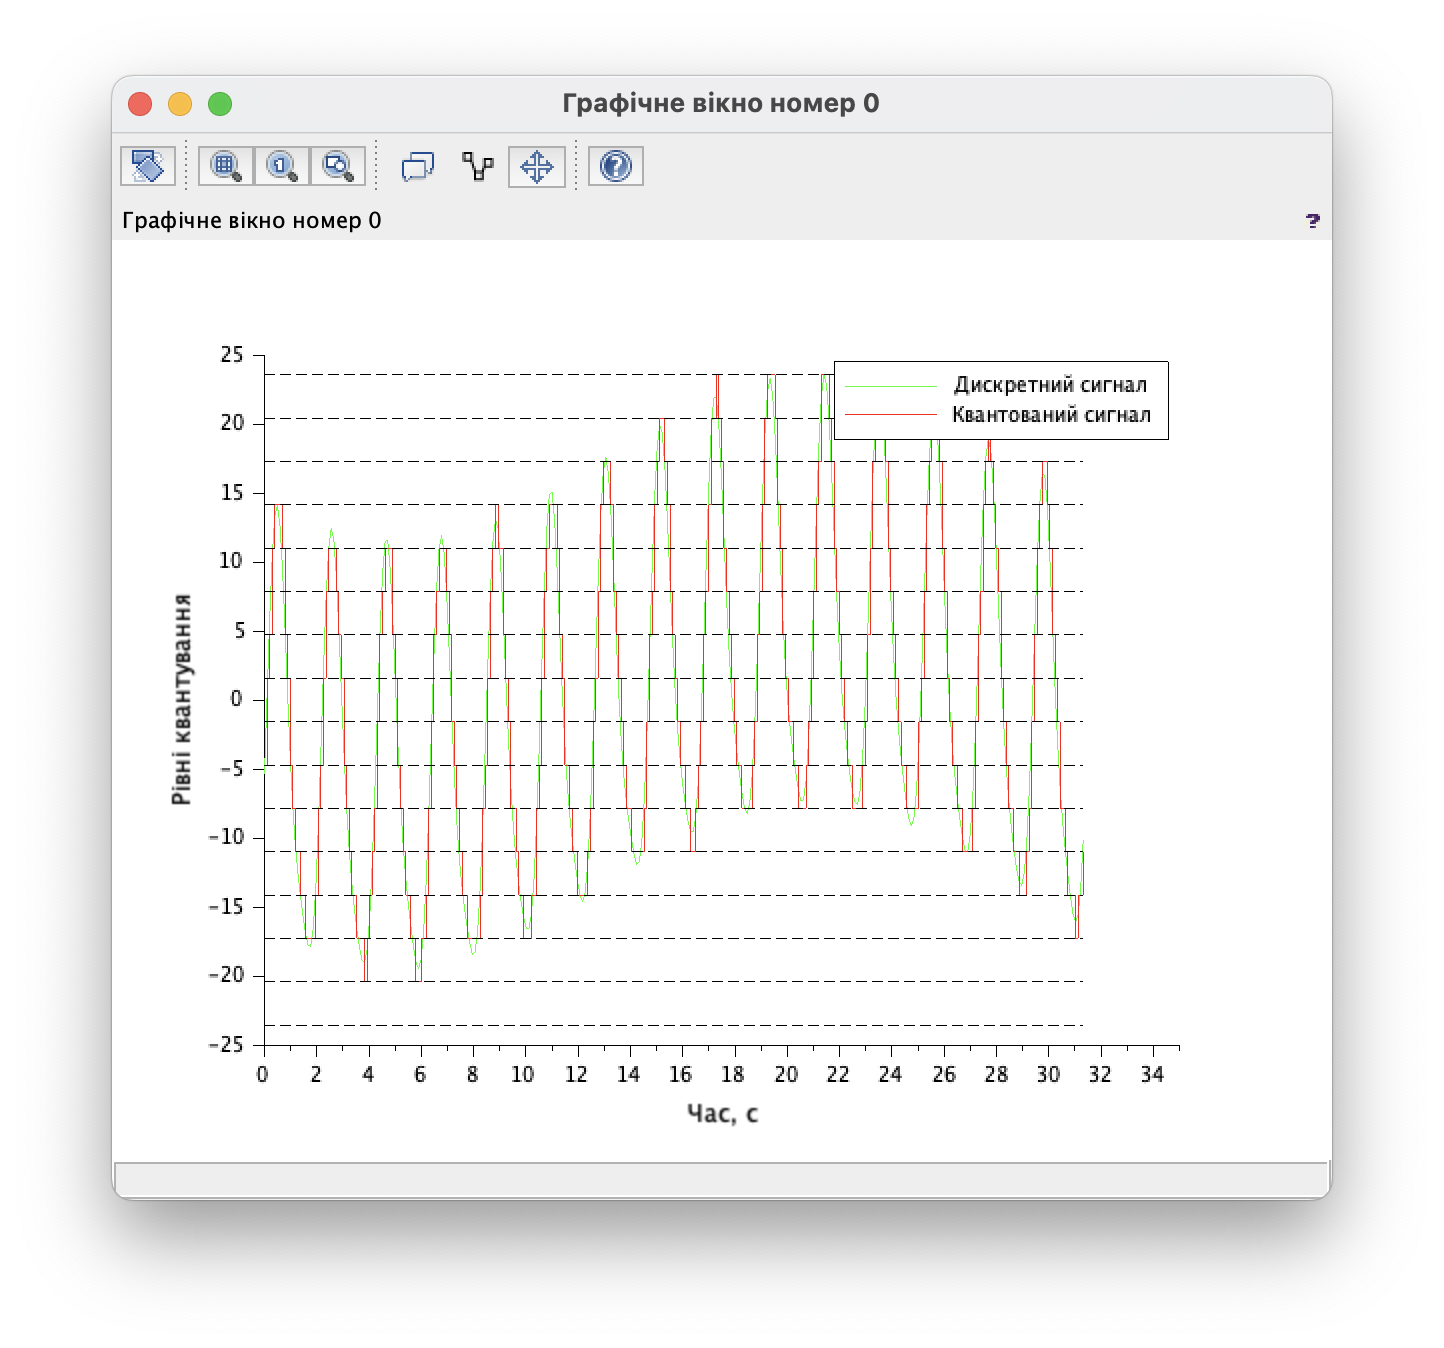 Графічне вікно номер 0
Графічне вікно номер 0
?
25
20
15
10
5
0
-5
-10
-15
-20
-25
Рівні квантування
Дискретний сигнал
Квантований сигнал
0 2 4 6 8 10 12 14 16 18 20 22 24 26 28 30 32 34
Час, с